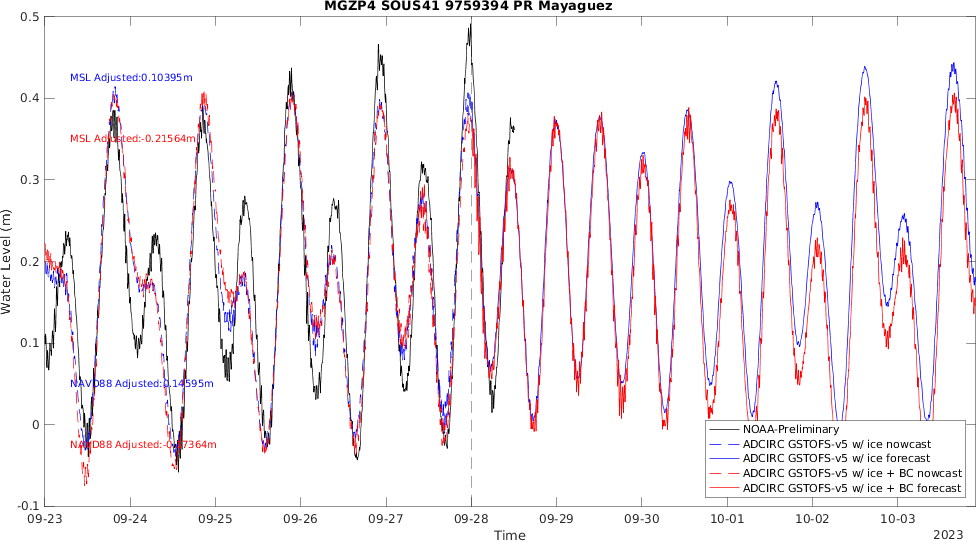 MGZP4 SOUS41 9759394 PR Mayaguez
0.5
0.4
0.3
0.2
0.1
0
-0.1
Water Level (m)
MSL Adjusted:0.10395m
MSL Adjusted:-0.21564m
NAVD88 Adjusted:0.14595m
NAVD88
NOAA-Preliminary
ADCIRC GSTOFS-v5 w/ ice nowcast
ADCIRC GSTOFS-v5 w/ ice forecast
ADCIRC GSTOFS-v5 w/ ice + BC nowcast
ADCIRC GSTOFS-v5 w/ ice + BC forecast
09-23 09-24 09-25 09-26 09-27 09-28 09-29 09-30 10-01 10-02 10-03
Time
2023